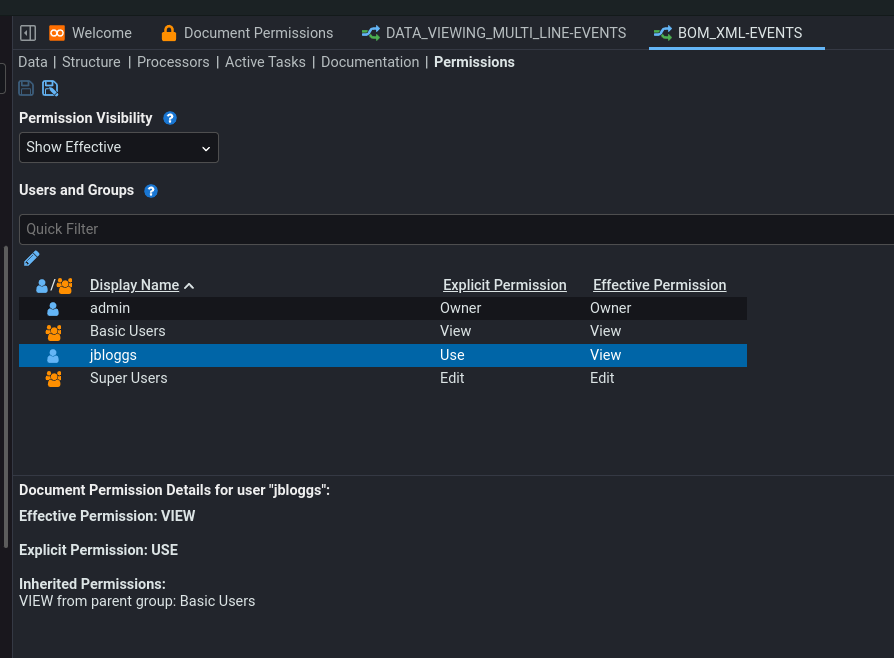 Welcome Document Permissions DATA_VIEWING_MULTI_LINE-EVENTS BOM_XML-EVENTS
Data | Structure | Processors | Active Tasks | Documentation | Permissions
Permission Visibility ?
Show Effective
Users and Groups ?
Quick Filter
/ Display Name Explicit Permission Effective Permission
admin Owner Owner
Basic Users View View
jbloggs Use View
Super Users Edit Edit
Document Permission Details for user "jbloggs":
Effective Permission: VIEW
Explicit Permission: USE
Inherited Permissions:
VIEW from parent group: Basic Users